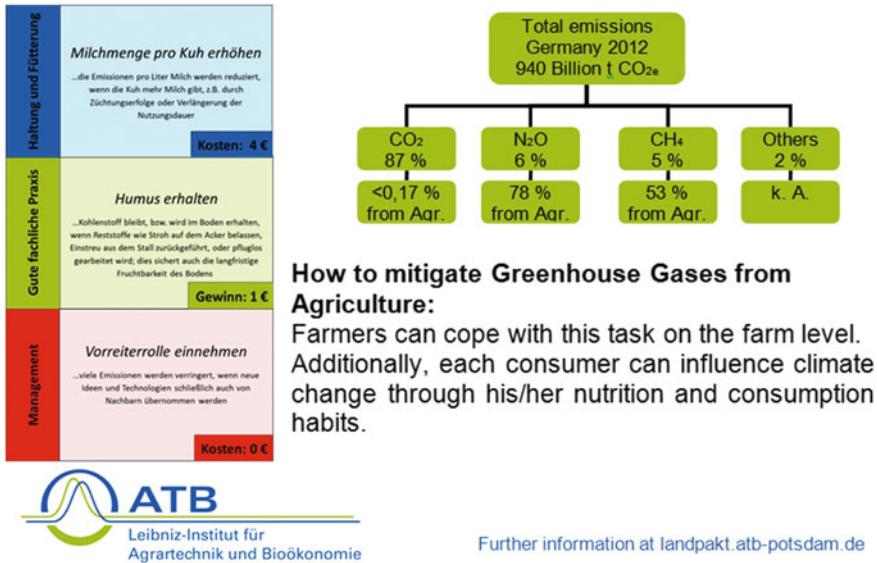 Haltung und Fütterung
Milchmenge pro Kuh erhöhen
...die Emissionen pro Liter Milch werden reduziert,
wenn die Kuh mehr Milch gibt, z.B. durch
Züchtungserfolge oder Verlängerung der
Nutzungsdauer
Kosten: 4 €
Gute fachliche Praxis
Humus erhalten
...Kohlenstoff bleibt, bzw. wird im Boden erhalten,
wenn Reststoffe wie Stroh auf dem Acker belassen,
Einstreu aus dem Stall zurückgeführt, oder pfluglos
gearbeitet wird; dies sichert auch die langfristige
Fruchtbarkeit des Bodens
Gewinn: 1 €
Management
Vorreiterrolle einnehmen
...viele Emissionen werden verringert, wenn neue
Ideen und Technologien schließlich auch von
Nachbarn übernommen werden
Kosten: 0 €
Total emissions
Germany 2012
940 Billion t CO₂e
CO₂
87 %
N₂O
6 %
CH₄
5 %
Others
2 %
<0,17 %
from Agr.
78 %
from Agr.
53 %
from Agr.
k. A.
How to mitigate Greenhouse Gases from
Agriculture:
Farmers can cope with this task on the farm level.
Additionally, each consumer can influence climate
change through his/her nutrition and consumption
habits.
ATB
Leibniz-Institut für
Agrartechnik und Bioökonomie
Further information at landpakt.atb-potsdam.de